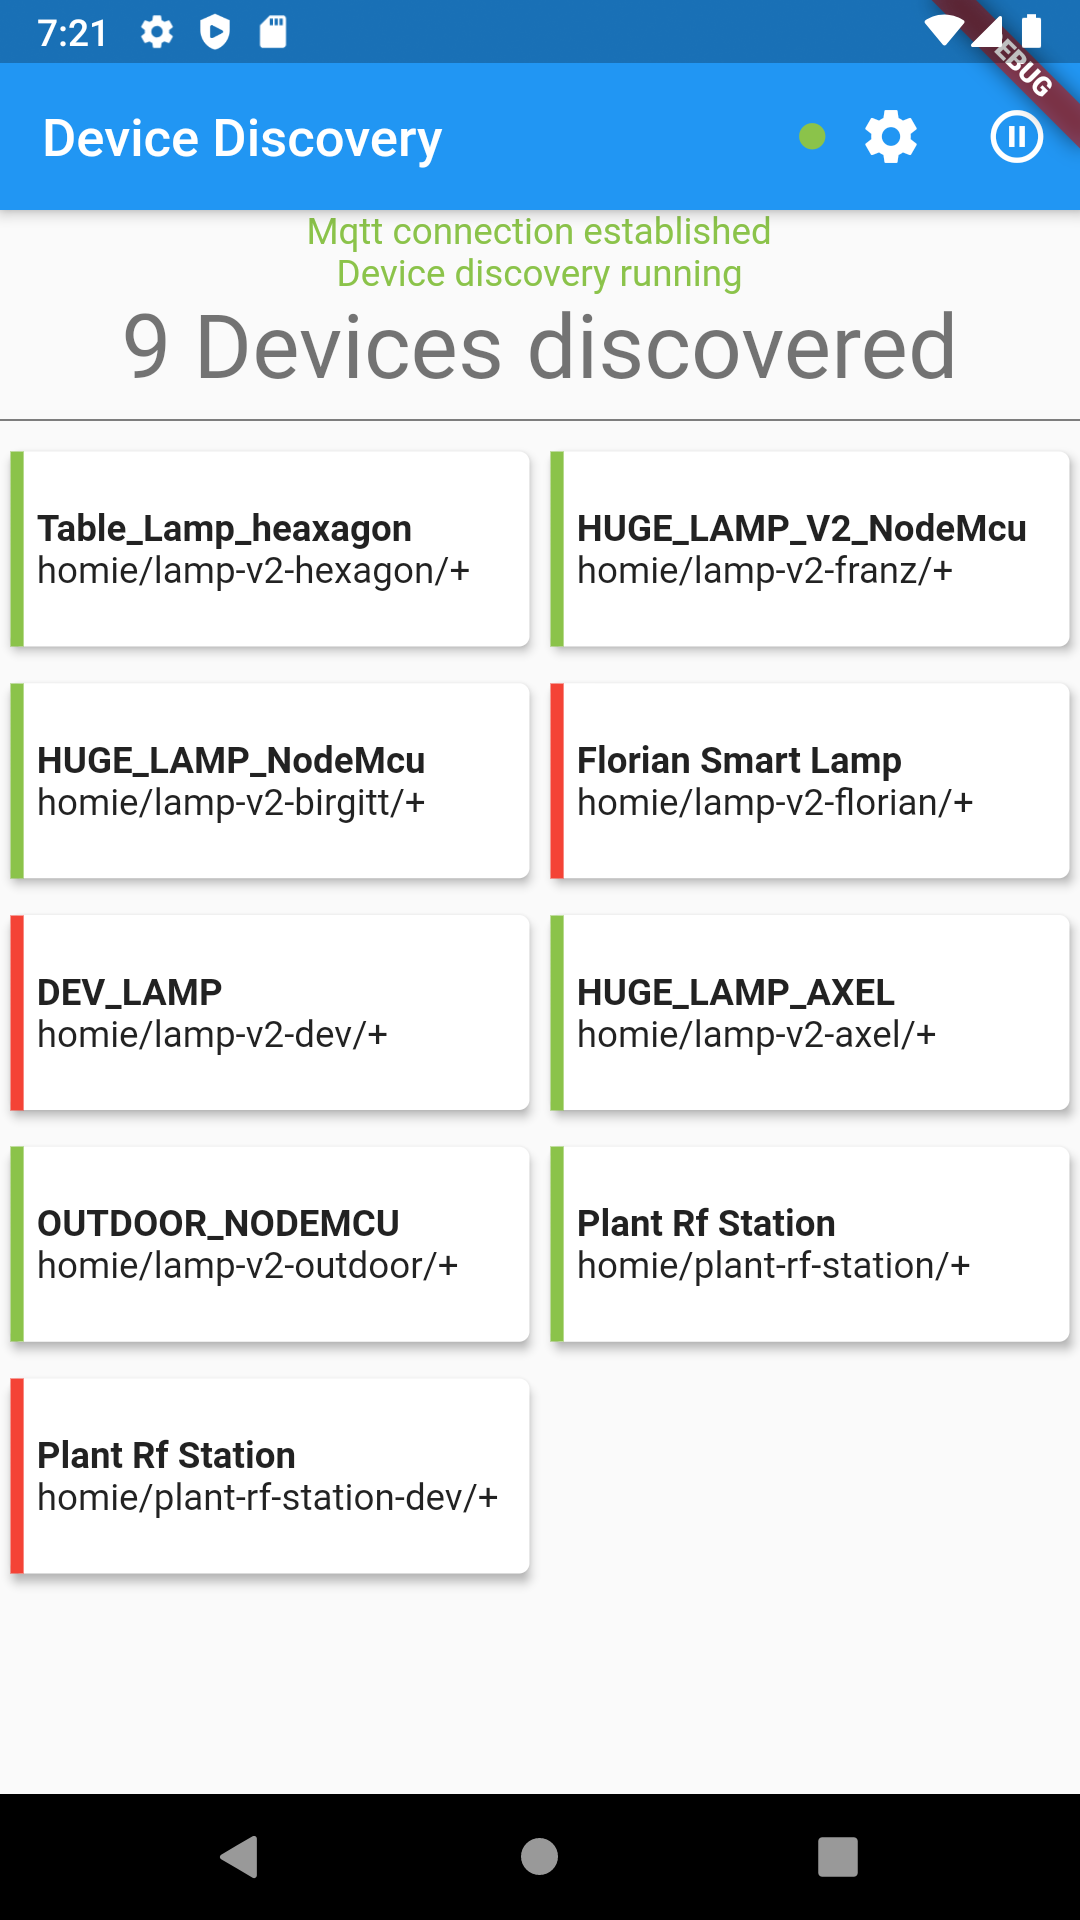 7:21
EBUG
Device Discovery
Mqtt connection established
Device discovery running
9 Devices discovered
Table_Lamp_heaxagon
homie/lamp-v2-hexagon/+
HUGE_LAMP_V2_NodeMcu
homie/lamp-v2-franz/+
HUGE_LAMP_NodeMcu
homie/lamp-v2-birgitt/+
Florian Smart Lamp
homie/lamp-v2-florian/+
DEV_LAMP
homie/lamp-v2-dev/+
HUGE_LAMP_AXEL
homie/lamp-v2-axel/+
OUTDOOR_NODEMCU
homie/lamp-v2-outdoor/+
Plant Rf Station
homie/plant-rf-station/+
Plant Rf Station
homie/plant-rf-station-dev/+